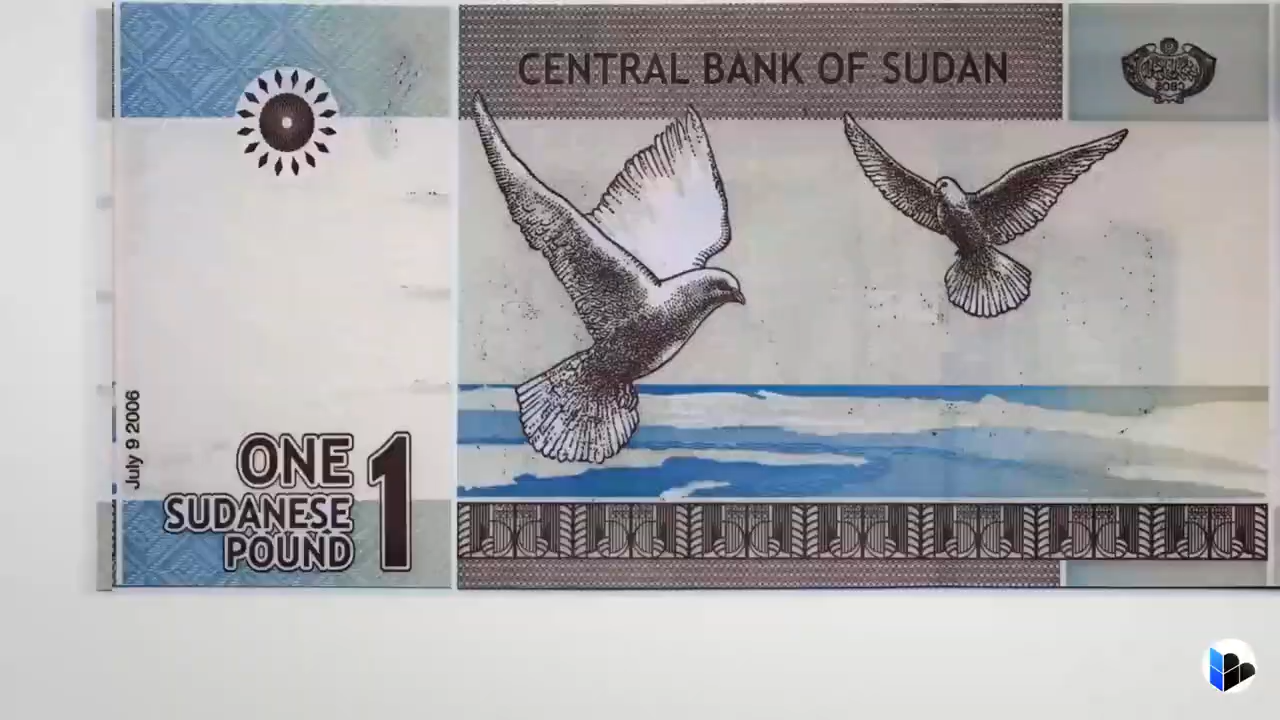 CENTRAL BANK OF SUDAN
July 9 2006
ONE
SUDANESE
POUND
1